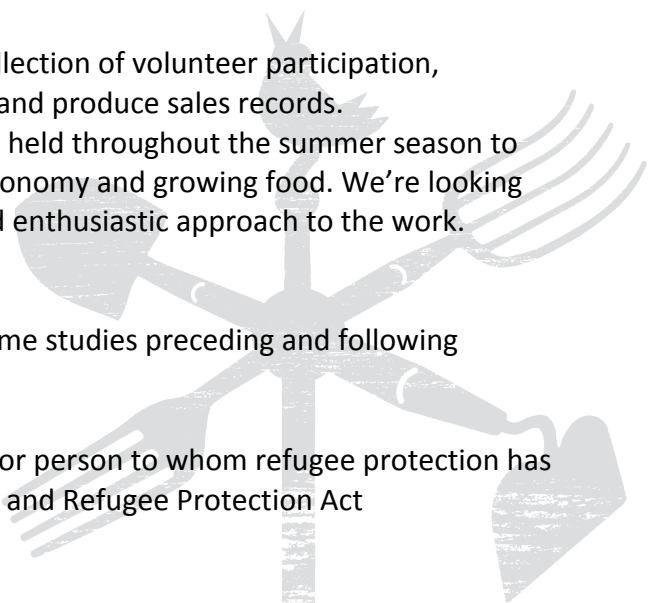 llection of volunteer participation,
and produce sales records.
held throughout the summer season to
onomy and growing food. We’re looking
d enthusiastic approach to the work.
me studies preceding and following
or person to whom refugee protection has
and Refugee Protection Act